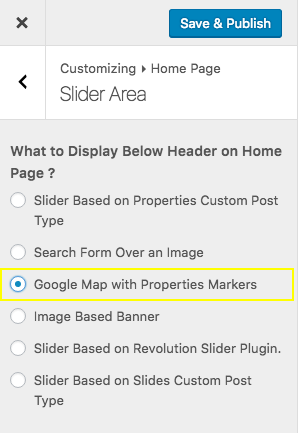 Save & Publish
Customizing ▸ Home Page
Slider Area
What to Display Below Header on Home
Page ?
Slider Based on Properties Custom Post
Type
Search Form Over an Image
Google Map with Properties Markers
Image Based Banner
Slider Based on Revolution Slider Plugin.
Slider Based on Slides Custom Post
Type